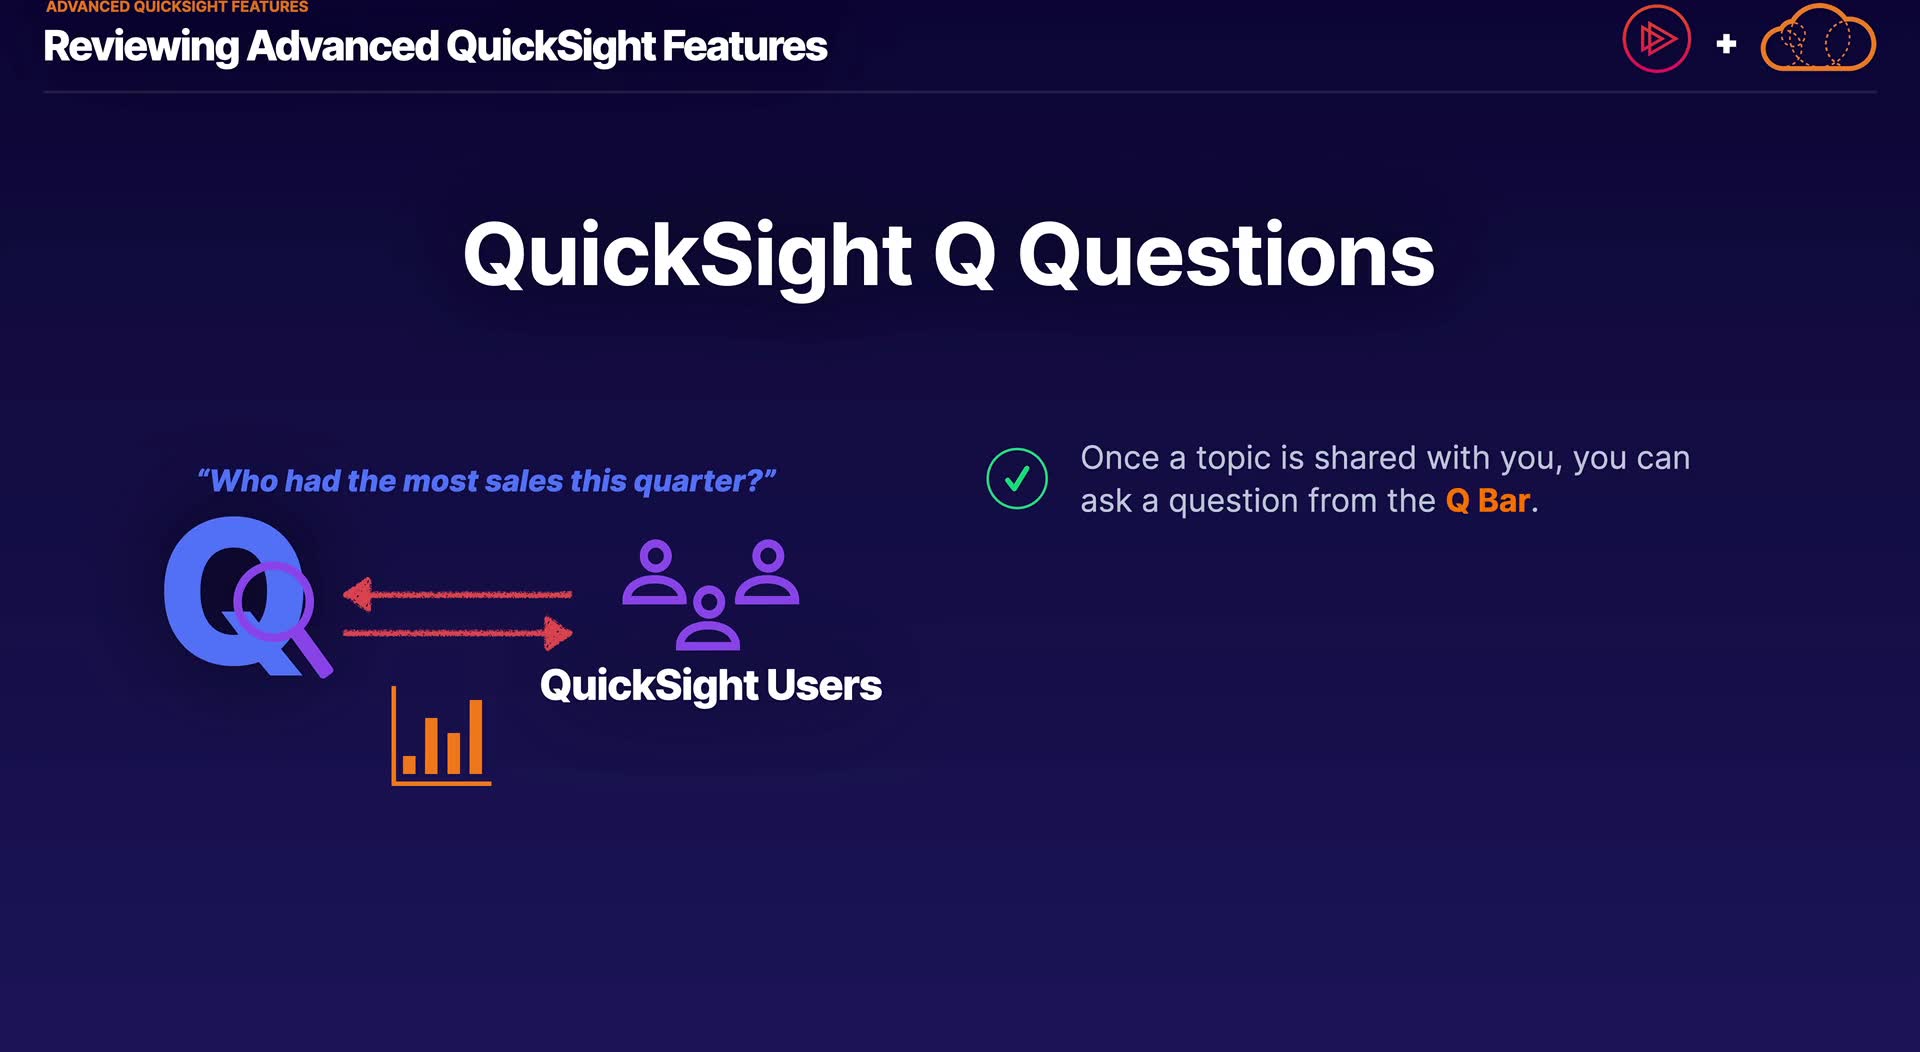 ADVANCED QUICKSIGHT FEATURES
Reviewing Advanced QuickSight Features
+
QuickSight Q Questions
“Who had the most sales this quarter?”
Q
QuickSight Users
Once a topic is shared with you, you can
ask a question from the Q Bar.